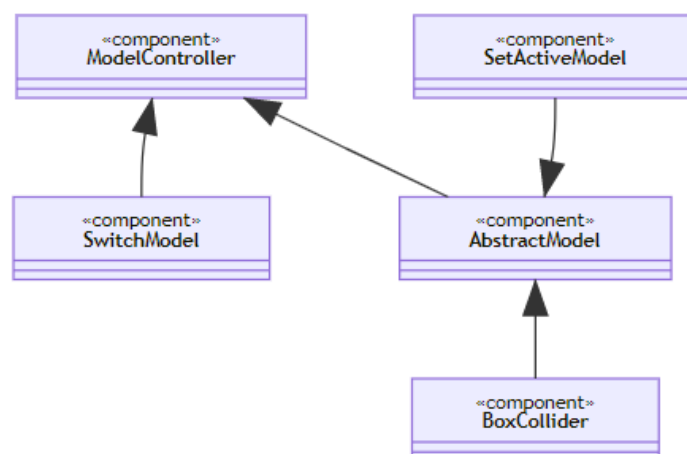 «component»
ModelController
«component»
SetActiveModel
«component»
SwitchModel
«component»
AbstractModel
«component»
BoxCollider